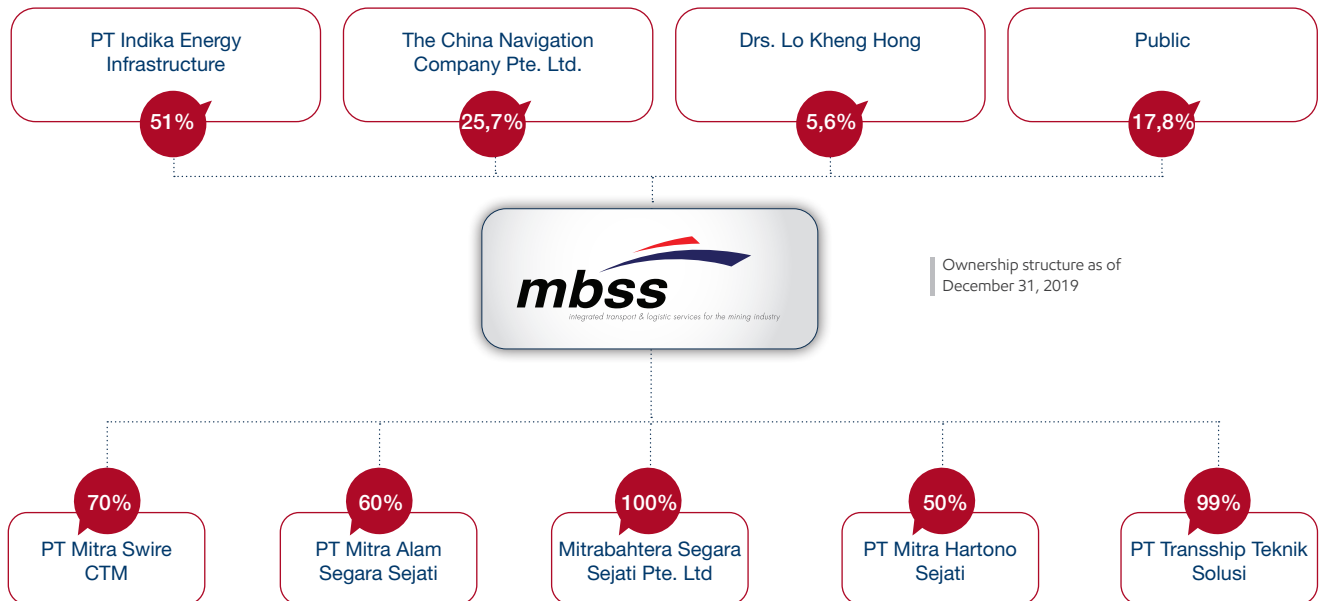 PT Indika Energy
Infrastructure
51%
The China Navigation
Company Pte. Ltd.
25,7%
Drs. Lo Kheng Hong
5,6%
Public
17,8%
mbss
integrated transport & logistic services for the mining industry
Ownership structure as of
December 31, 2019
70%
PT Mitra Swire
CTM
60%
PT Mitra Alam
Segara Sejati
100%
Mitrabahtera Segara
Sejati Pte. Ltd
50%
PT Mitra Hartono
Sejati
99%
PT Transship Teknik
Solusi